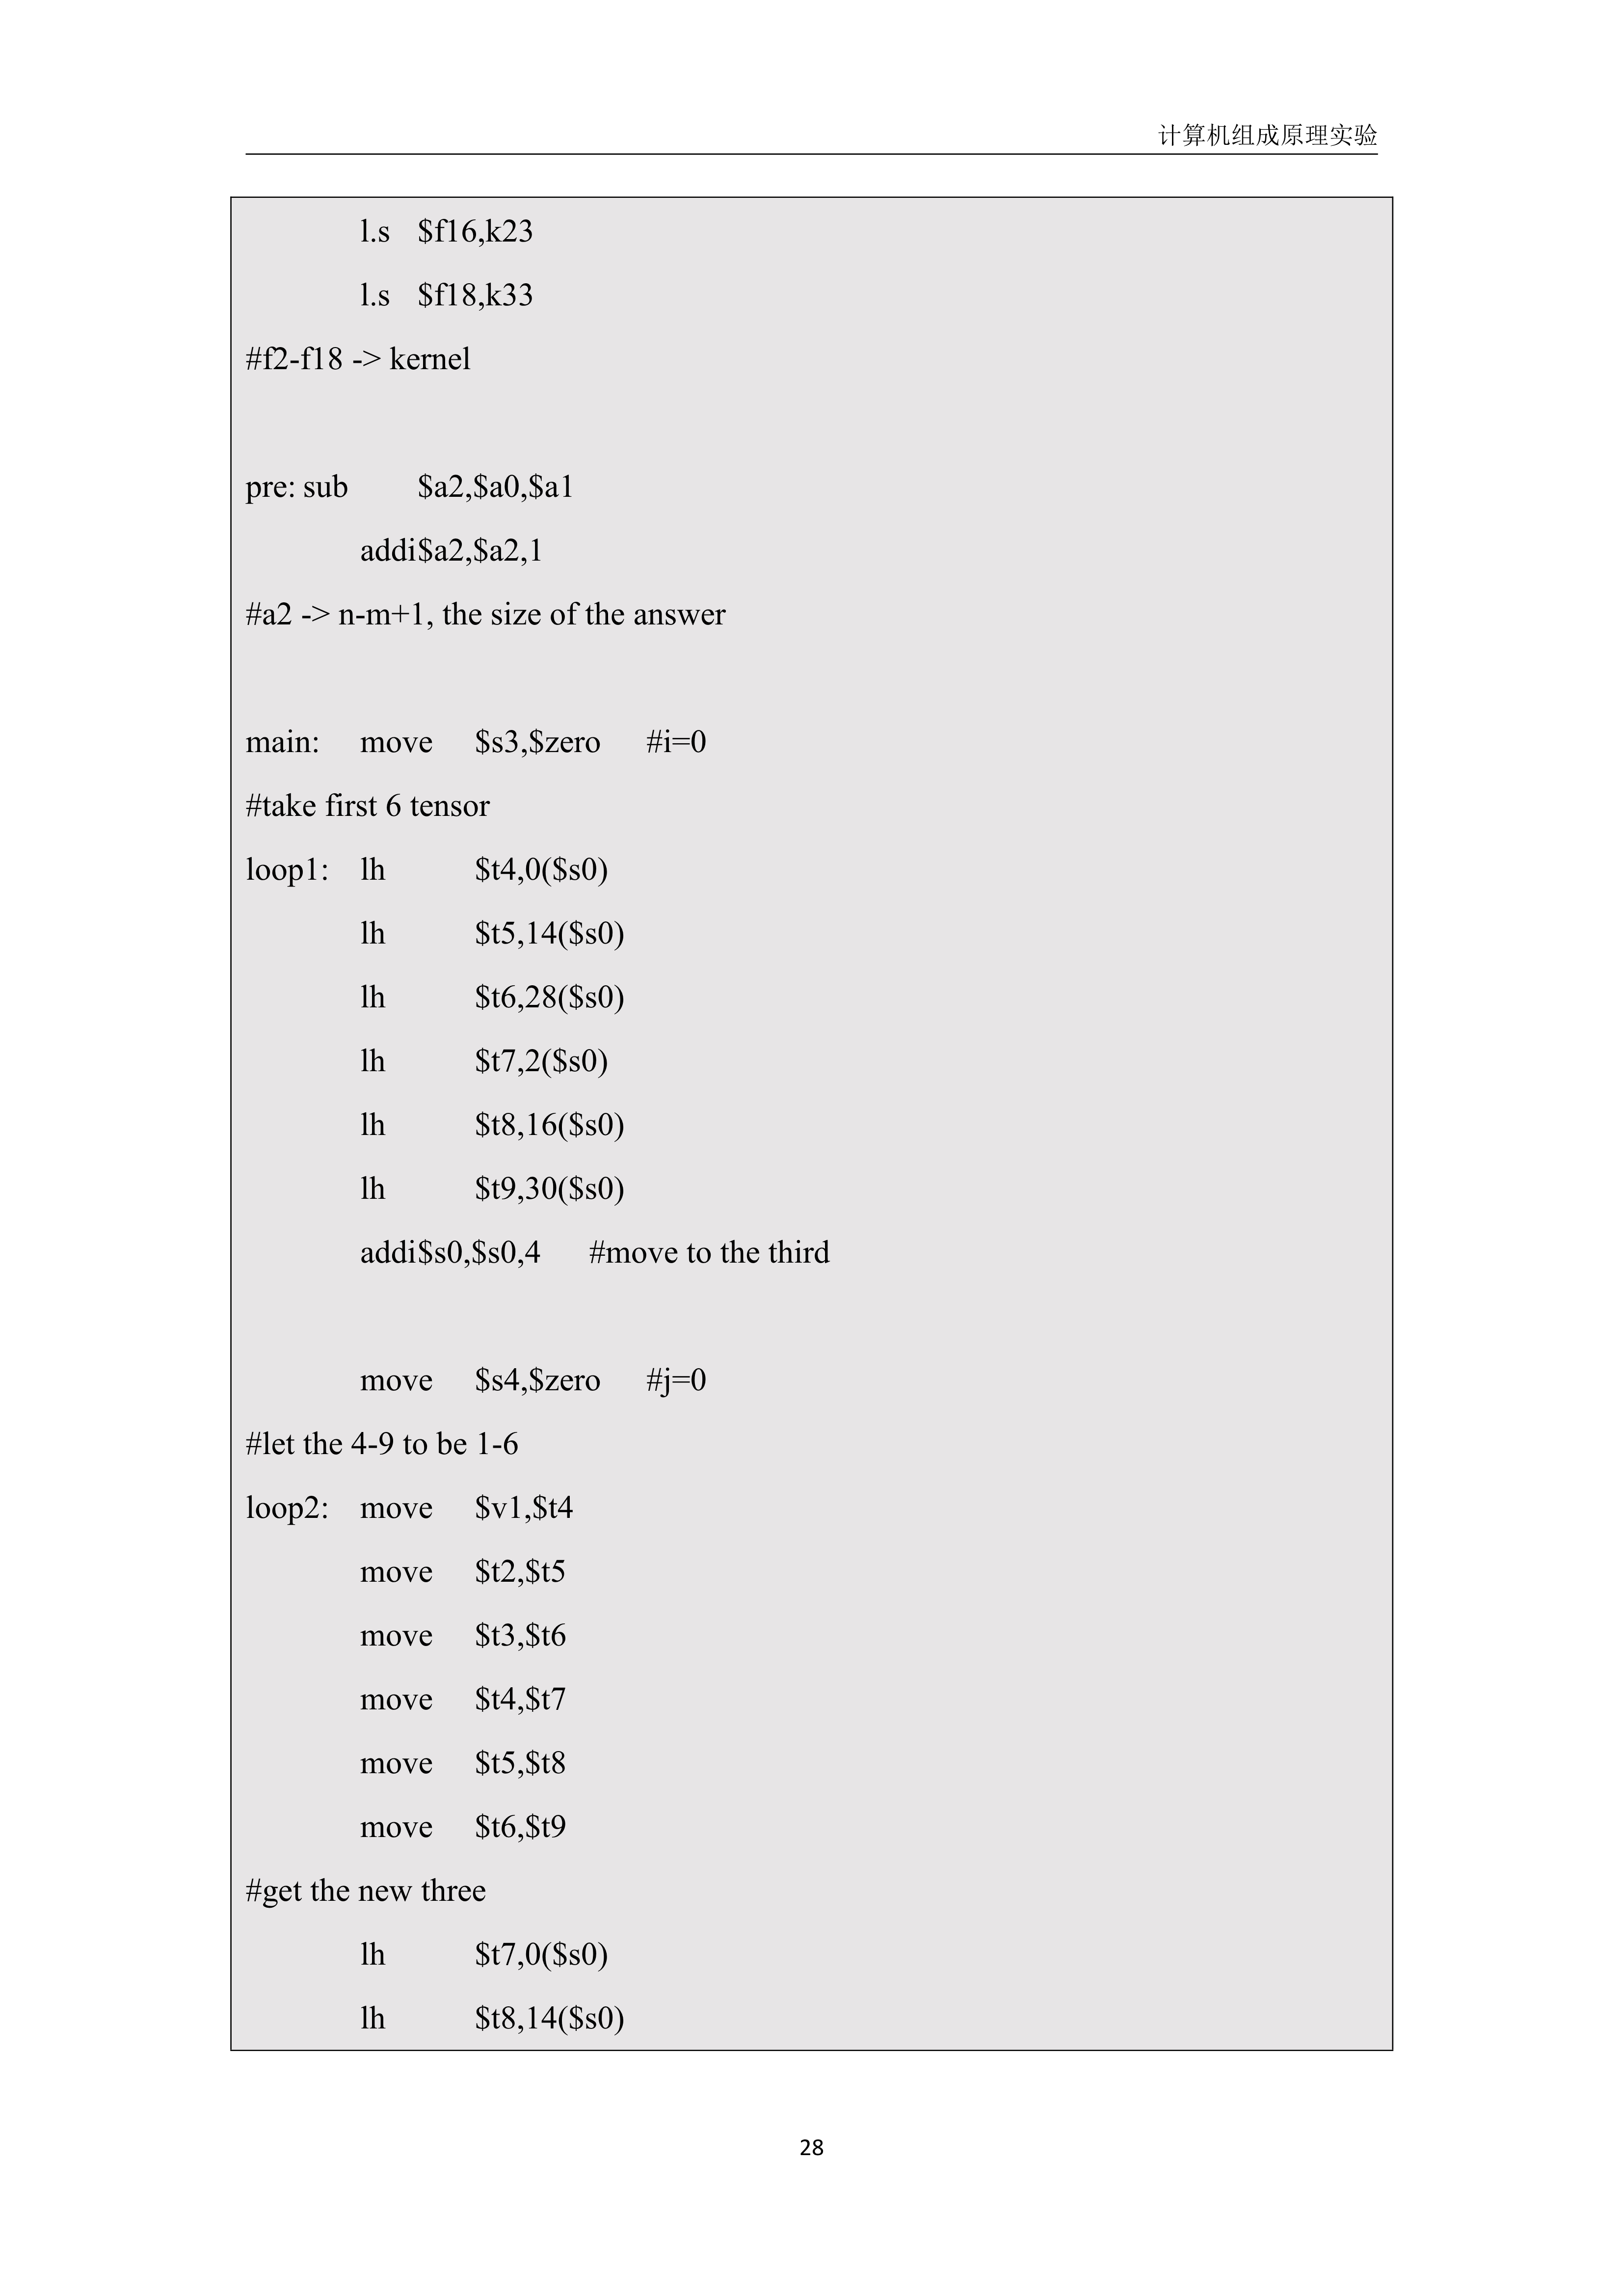 计算机组成原理实验
l.s $f16,k23
l.s $f18,k33
#f2-f18 -> kernel
pre: sub $a2,$a0,$a1
addi$a2,$a2,1
#a2 -> n-m+1, the size of the answer
main: move $s3,$zero #i=0
#take first 6 tensor
loop1: lh $t4,0($s0)
lh $t5,14($s0)
lh $t6,28($s0)
lh $t7,2($s0)
lh $t8,16($s0)
lh $t9,30($s0)
addi$s0,$s0,4 #move to the third
move $s4,$zero #j=0
#let the 4-9 to be 1-6
loop2: move $v1,$t4
move $t2,$t5
move $t3,$t6
move $t4,$t7
move $t5,$t8
move $t6,$t9
#get the new three
lh $t7,0($s0)
lh $t8,14($s0)
28